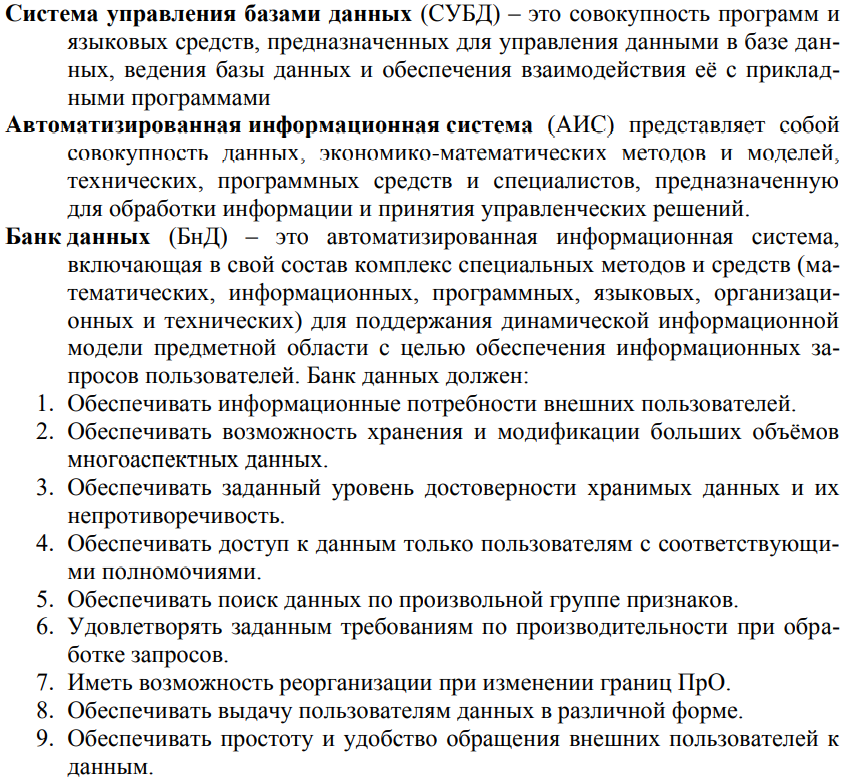 Система управления базами данных (СУБД) – это совокупность программ и
языковых средств, предназначенных для управления данными в базе дан-
ных, ведения базы данных и обеспечения взаимодействия её с приклад-
ными программами
Автоматизированная информационная система (АИС) представляет собой
совокупность данных, экономико-математических методов и моделей,
технических, программных средств и специалистов, предназначенную
для обработки информации и принятия управленческих решений.
Банк данных (БнД) – это автоматизированная информационная система,
включающая в свой состав комплекс специальных методов и средств (ма-
тематических, информационных, программных, языковых, организаци-
онных и технических) для поддержания динамической информационной
модели предметной области с целью обеспечения информационных за-
просов пользователей. Банк данных должен:
1. Обеспечивать информационные потребности внешних пользователей.
2. Обеспечивать возможность хранения и модификации больших объёмов
многоаспектных данных.
3. Обеспечивать заданный уровень достоверности хранимых данных и их
непротиворечивость.
4. Обеспечивать доступ к данным только пользователям с соответствующи-
ми полномочиями.
5. Обеспечивать поиск данных по произвольной группе признаков.
6. Удовлетворять заданным требованиям по производительности при обра-
ботке запросов.
7. Иметь возможность реорганизации при изменении границ ПрО.
8. Обеспечивать выдачу пользователям данных в различной форме.
9. Обеспечивать простоту и удобство обращения внешних пользователей к
данным.